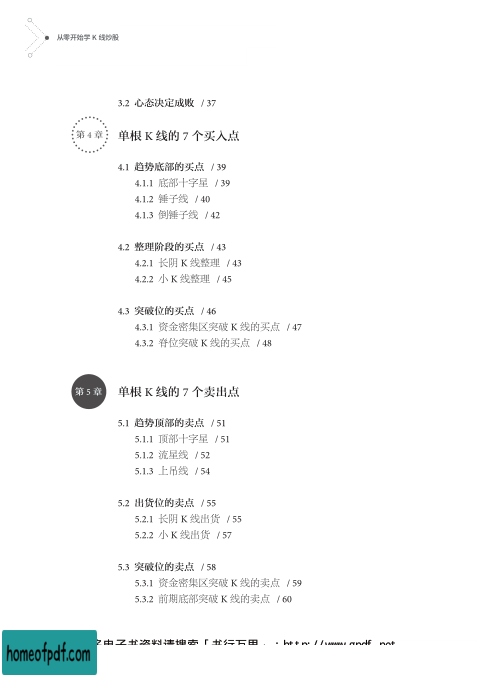 从零开始学 K 线炒股
3.2 心态决定成败 / 37
第 4 章 单根 K 线的 7 个买入点
4.1 趋势底部的买点 / 39
4.1.1 底部十字星 / 39
4.1.2 锤子线 / 40
4.1.3 倒锤子线 / 42
4.2 整理阶段的买点 / 43
4.2.1 长阴 K 线整理 / 43
4.2.2 小 K 线整理 / 45
4.3 突破位的买点 / 46
4.3.1 资金密集区突破 K 线的买点 / 47
4.3.2 脊位突破 K 线的买点 / 48
第 5 章 单根 K 线的 7 个卖出点
5.1 趋势顶部的卖点 / 51
5.1.1 顶部十字星 / 51
5.1.2 流星线 / 52
5.1.3 上吊线 / 54
5.2 出货位的卖点 / 55
5.2.1 长阴 K 线出货 / 55
5.2.2 小 K 线出货 / 57
5.3 突破位的卖点 / 58
5.3.1 资金密集区突破 K 线的卖点 / 59
5.3.2 前期底部突破 K 线的卖点 / 60
电子书资料请搜索「书行万里」:http://www.gpdf.net
homeofpdf.com